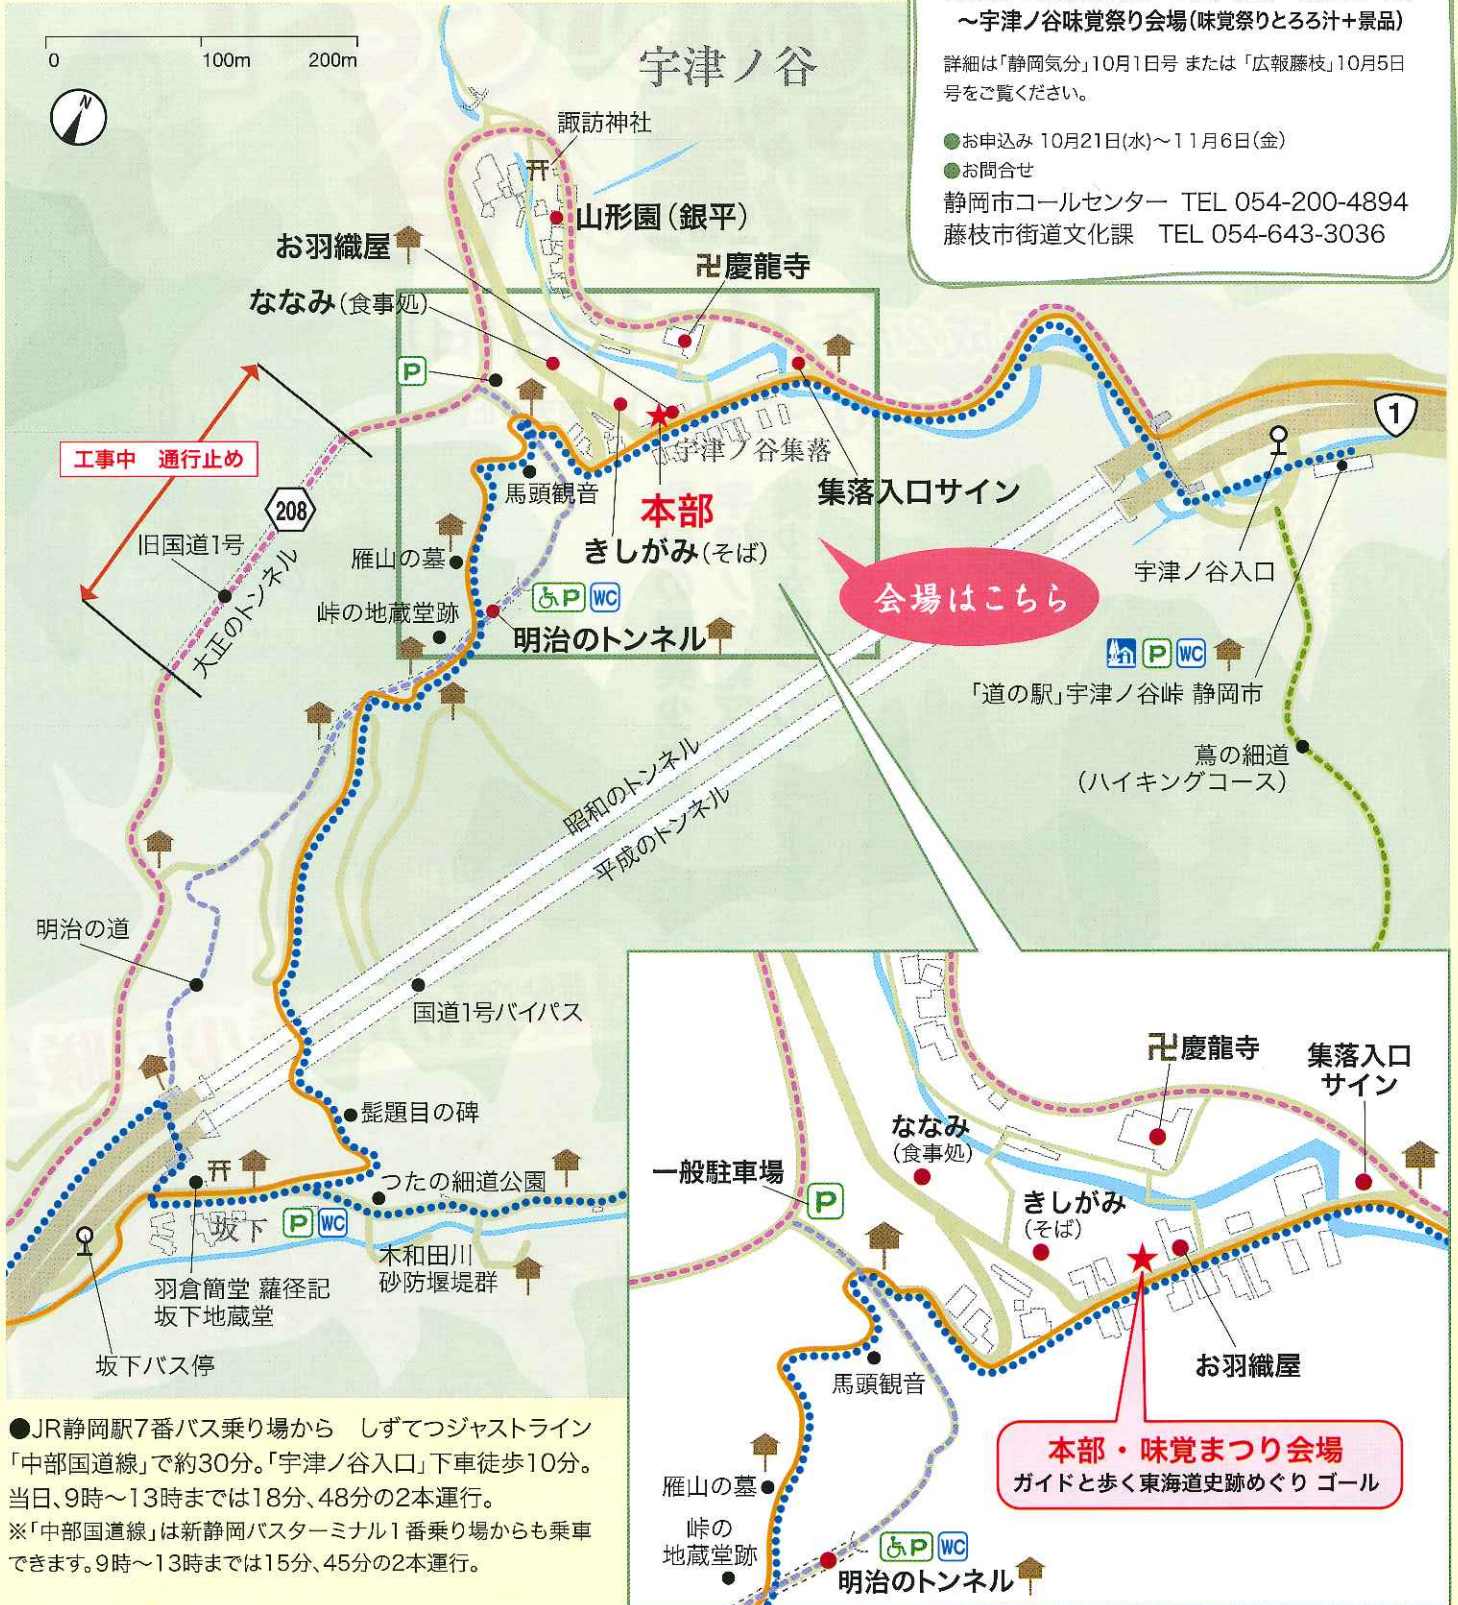 ～宇津ノ谷味覚祭り会場(味覚祭りとろろ汁+景品)
詳細は「静岡気分」10月1日号 または 「広報藤枝」10月5日
号をご覧ください。
●お申込み 10月21日(水)～11月6日(金)
●お問合せ
静岡市コールセンター TEL 054-200-4894
藤枝市街道文化課 TEL 054-643-3036
0 100m 200m
N
宇津ノ谷
諏訪神社
山形園(銀平)
お羽織屋
卍慶龍寺
ななみ(食事処)
P
1
工事中 通行止め
208
宇津ノ谷集落
馬頭観音
本部
集落入口サイン
きしがみ(そば)
旧国道1号
雁山の墓
会場はこちら
宇津ノ谷入口
大正のトンネル
峠の地蔵堂跡
P WC
明治のトンネル
P WC
「道の駅」宇津ノ谷峠 静岡市
蔦の細道
(ハイキングコース)
昭和のトンネル
平成のトンネル
明治の道
国道1号バイパス
髭題目の碑
つたの細道公園
坂下
P WC
木和田川
砂防堰堤群
羽倉簡堂 蘿径記
坂下地蔵堂
坂下バス停
卍慶龍寺
集落入口
サイン
ななみ
(食事処)
一般駐車場
P
きしがみ
(そば)
馬頭観音
お羽織屋
本部・味覚まつり会場
ガイドと歩く東海道史跡めぐり ゴール
雁山の墓
峠の
地蔵堂跡
P WC
明治のトンネル
●JR静岡駅7番バス乗り場から しずてつジャストライン
「中部国道線」で約30分。「宇津ノ谷入口」下車徒歩10分。
当日、9時～13時までは18分、48分の2本運行。
※「中部国道線」は新静岡バスターミナル1番乗り場からも乗車
できます。9時～13時までは15分、45分の2本運行。